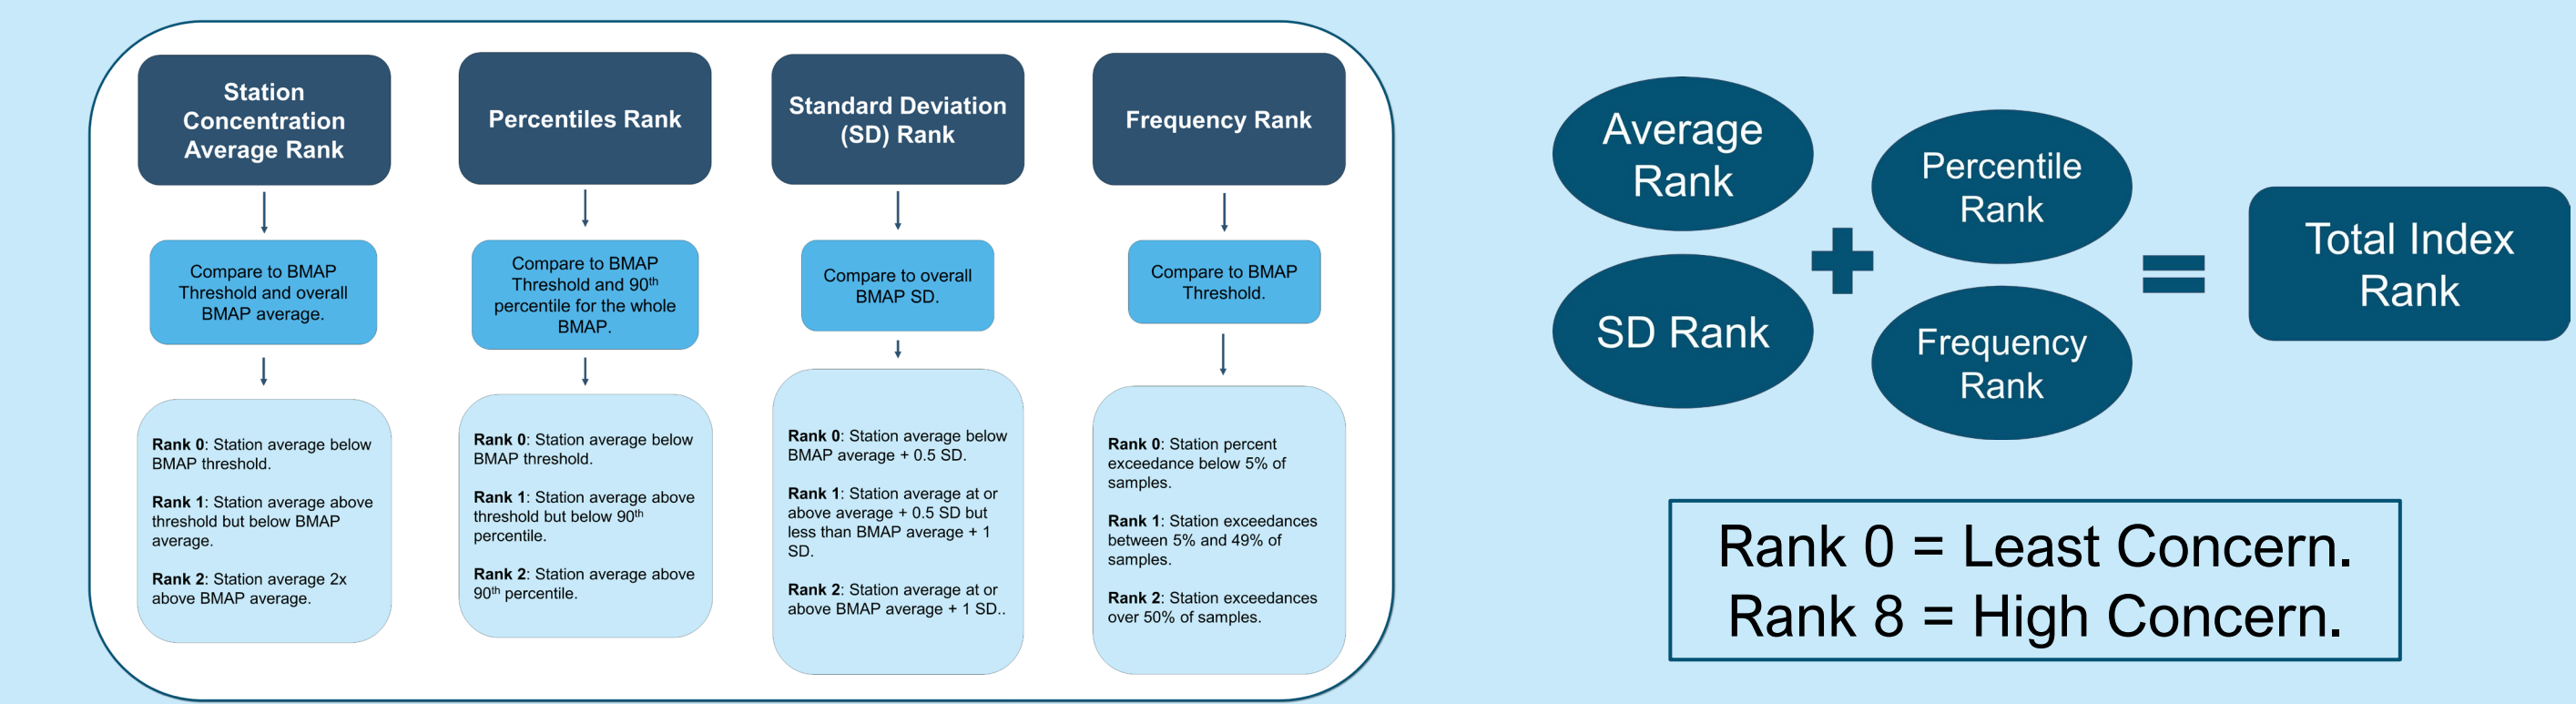 Station
Concentration
Average Rank
Compare to BMAP
Threshold and overall
BMAP average.
Rank 0: Station average below
BMAP threshold.
Rank 1: Station average above
threshold but below BMAP
average.
Rank 2: Station average 2x
above BMAP average.
Percentiles Rank
Compare to BMAP
Threshold and 90th
percentile for the whole
BMAP.
Rank 0: Station average below
BMAP threshold.
Rank 1: Station average above
threshold but below 90th
percentile.
Rank 2: Station average above
90th percentile.
Standard Deviation
(SD) Rank
Compare to overall
BMAP SD.
Rank 0: Station average below
BMAP average + 0.5 SD.
Rank 1: Station average at or
above average + 0.5 SD but
less than BMAP average + 1
SD.
Rank 2: Station average at or
above BMAP average + 1 SD..
Frequency Rank
Compare to BMAP
Threshold.
Rank 0: Station percent
exceedance below 5% of
samples.
Rank 1: Station exceedances
between 5% and 49% of
samples.
Rank 2: Station exceedances
over 50% of samples.
Average
Rank
SD Rank
+
Percentile
Rank
Frequency
Rank
=
Total Index
Rank
Rank 0 = Least Concern.
Rank 8 = High Concern.